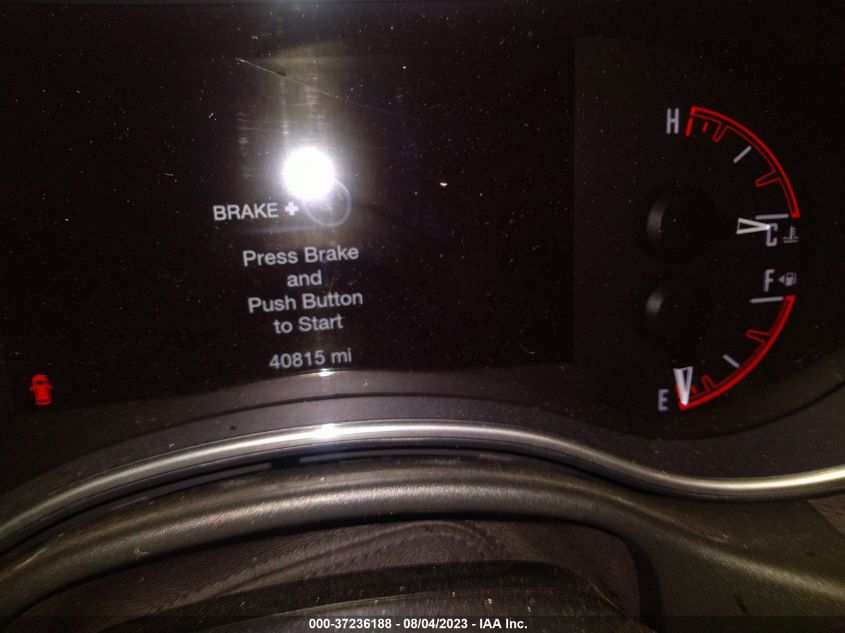 H
BRAKE +
C
Press Brake
and
F
Push Button
to Start
40815 mi
E
000-37236188 - 08/04/2023 - IAA Inc.